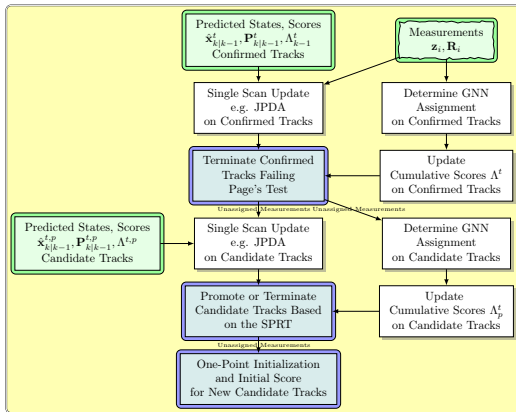 Predicted States, Scores
x̂ᵗₖ|ₖ₋₁, Pᵗₖ|ₖ₋₁, Λᵗₖ₋₁
Confirmed Tracks
Measurements
zᵢ, Rᵢ
Single Scan Update
e.g. JPDA
on Confirmed Tracks
Determine GNN
Assignment
on Confirmed Tracks
Terminate Confirmed
Tracks Failing
Page's Test
Update
Cumulative Scores Λᵗ
on Confirmed Tracks
Unassigned Measurements
Unassigned Measurements
Predicted States, Scores
x̂ᵗ,ᵖₖ|ₖ₋₁, Pᵗ,ᵖₖ|ₖ₋₁, Λᵗ,ᵖ
Candidate Tracks
Single Scan Update
e.g. JPDA
on Candidate Tracks
Determine GNN
Assignment
on Candidate Tracks
Promote or Terminate
Candidate Tracks Based
on the SPRT
Update
Cumulative Scores Λᵗₚ
on Candidate Tracks
Unassigned Measurements
One-Point Initialization
and Initial Score
for New Candidate Tracks